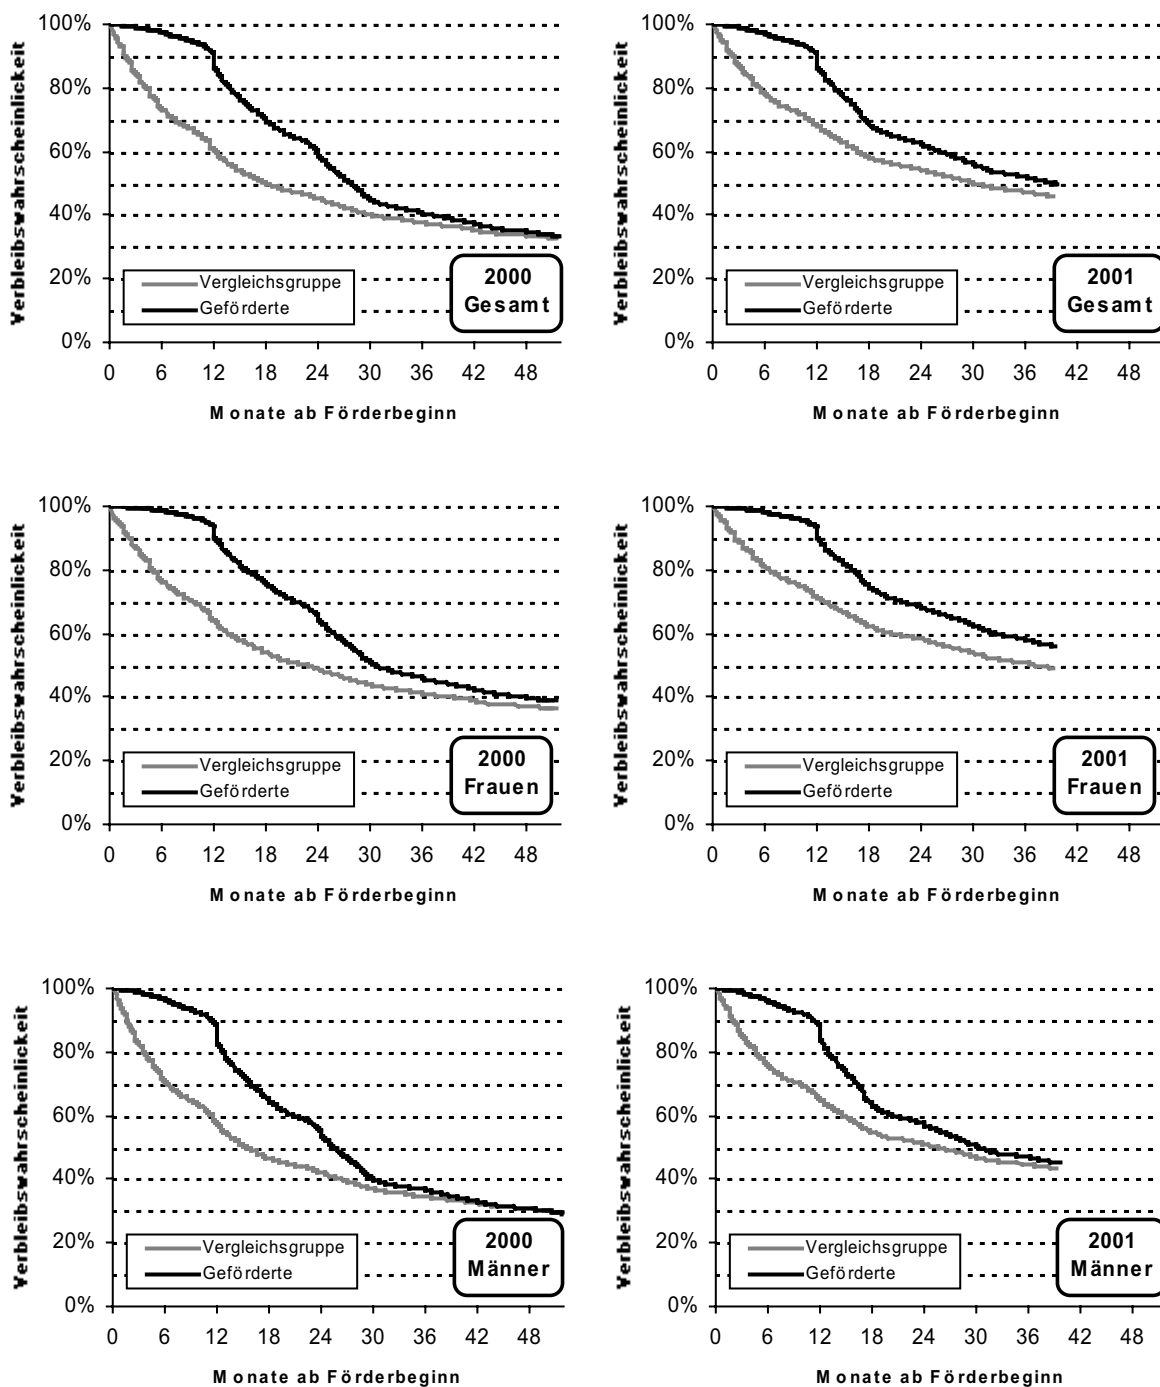 Verbleibswahrscheinlickeit
100%
80%
60%
40%
20%
0%
Vergleichsgruppe
Geförderte
2000
Gesamt
0 6 12 18 24 30 36 42 48
Monate ab Förderbeginn
Verbleibswahrscheinlickeit
100%
80%
60%
40%
20%
0%
Vergleichsgruppe
Geförderte
2001
Gesamt
0 6 12 18 24 30 36 42 48
Monate ab Förderbeginn
Verbleibswahrscheinlickeit
100%
80%
60%
40%
20%
0%
Vergleichsgruppe
Geförderte
2000
Frauen
0 6 12 18 24 30 36 42 48
Monate ab Förderbeginn
Verbleibswahrscheinlickeit
100%
80%
60%
40%
20%
0%
Vergleichsgruppe
Geförderte
2001
Frauen
0 6 12 18 24 30 36 42 48
Monate ab Förderbeginn
Verbleibswahrscheinlickeit
100%
80%
60%
40%
20%
0%
Vergleichsgruppe
Geförderte
2000
Männer
0 6 12 18 24 30 36 42 48
Monate ab Förderbeginn
Verbleibswahrscheinlickeit
100%
80%
60%
40%
20%
0%
Vergleichsgruppe
Geförderte
2001
Männer
0 6 12 18 24 30 36 42 48
Monate ab Förderbeginn